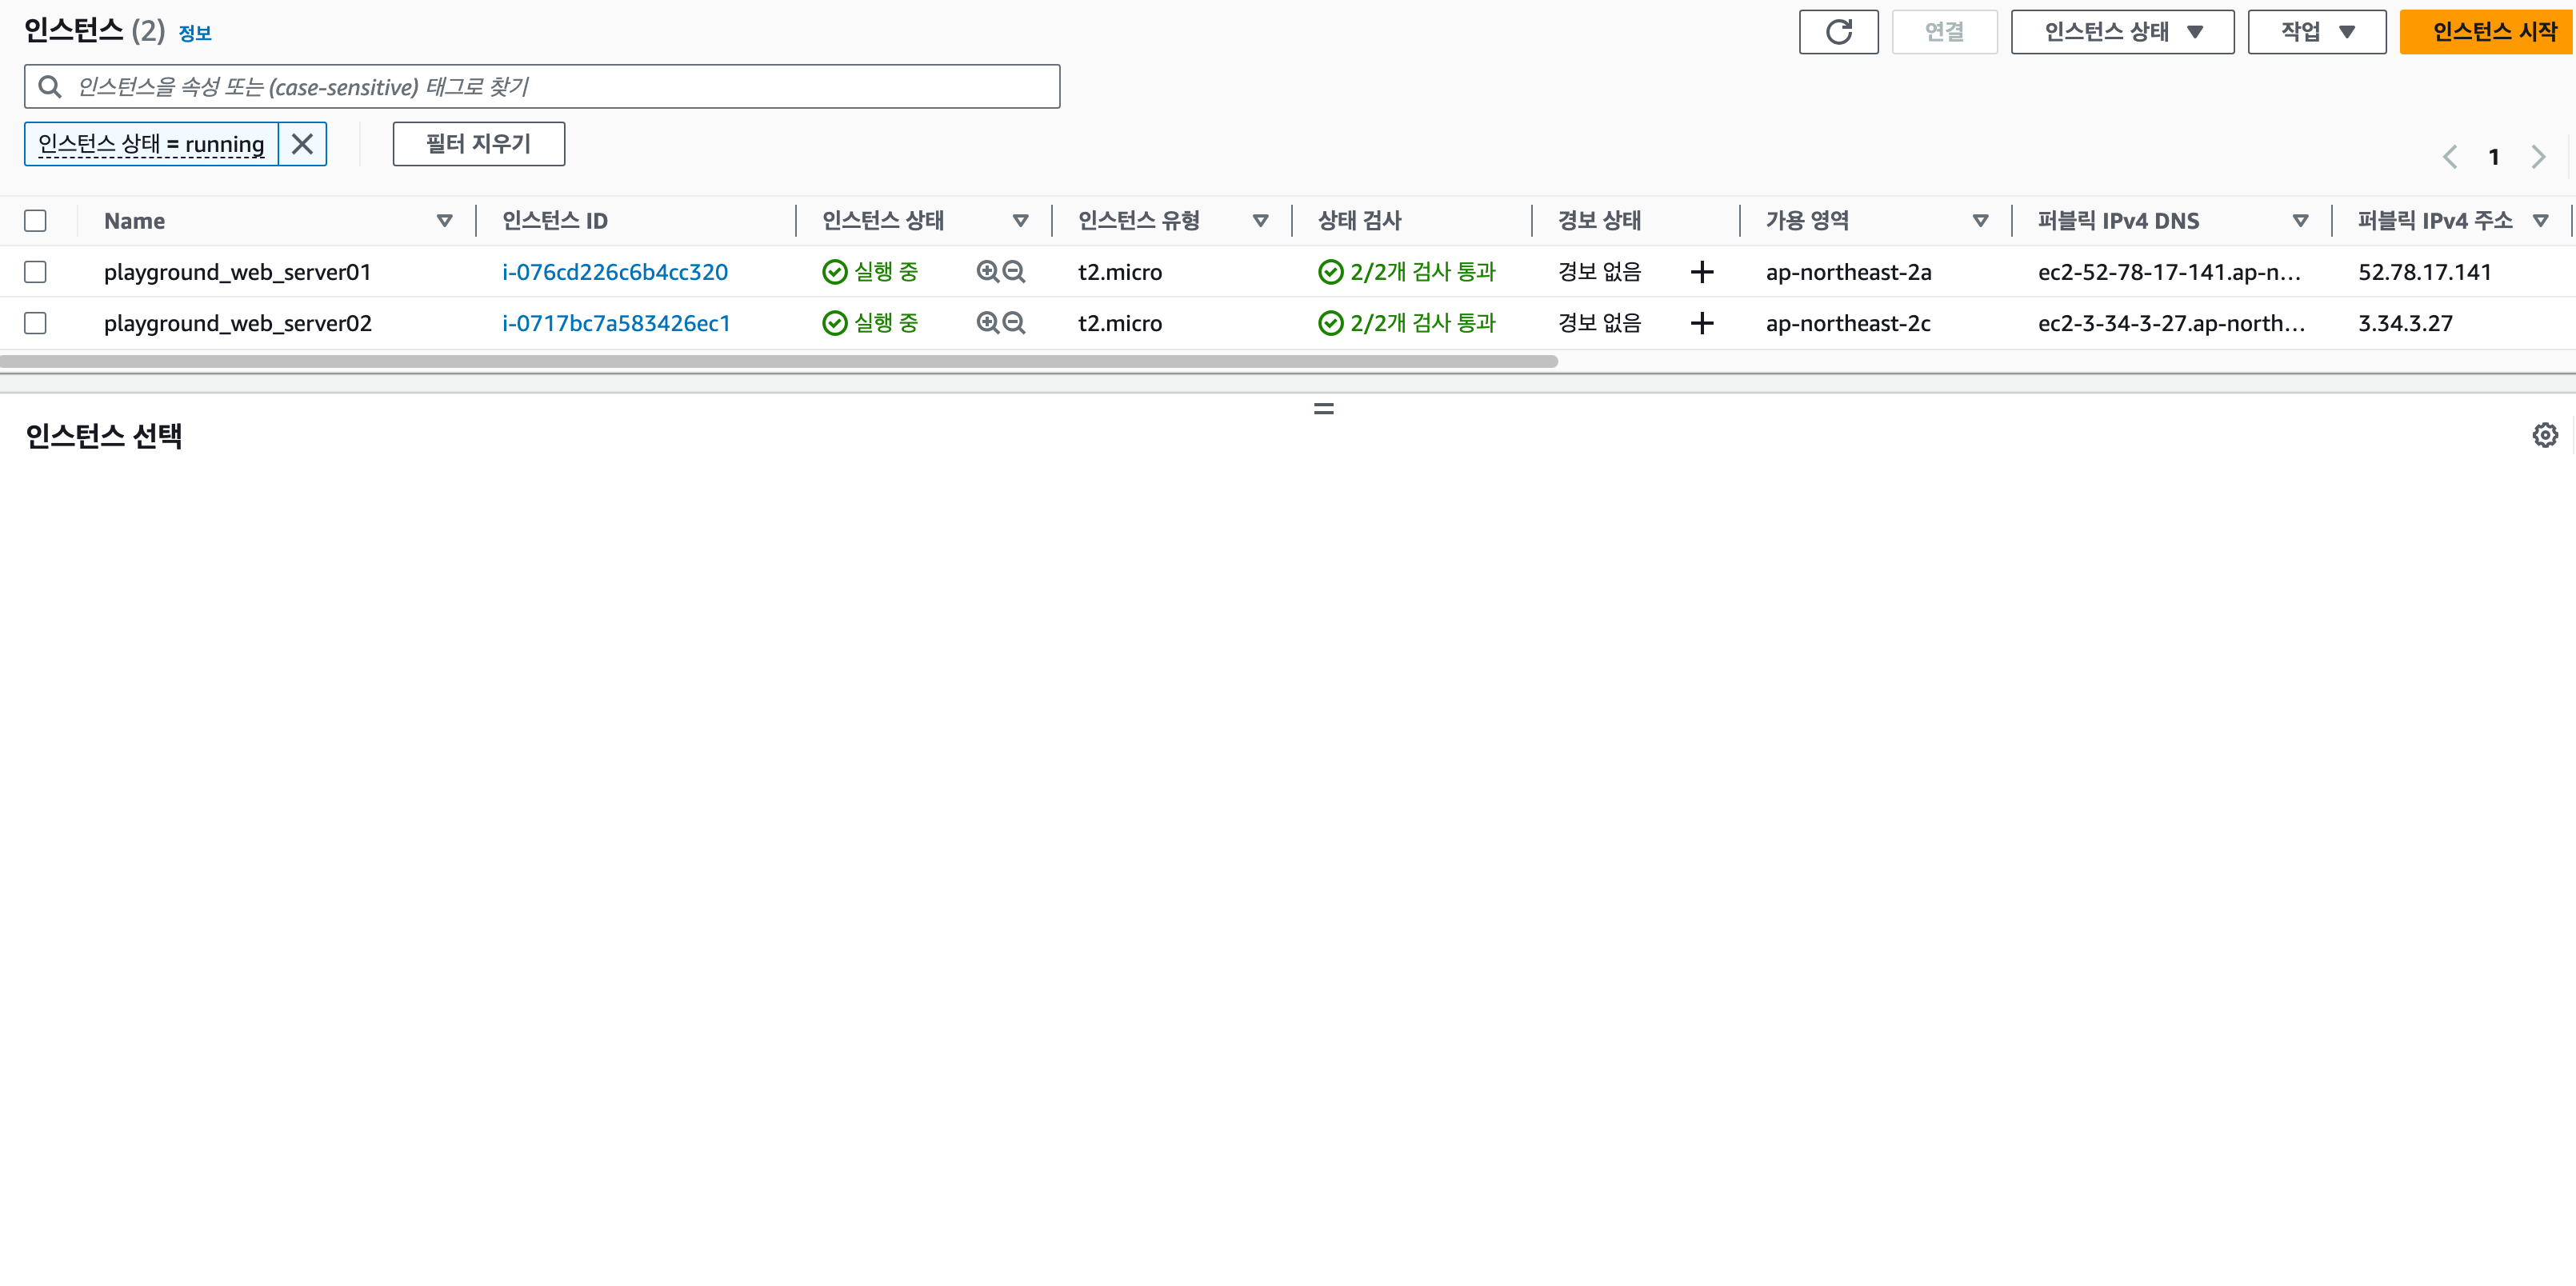 인스턴스 (2) 정보
연결 인스턴스 상태 작업 인스턴스 시작
인스턴스을 속성 또는 (case-sensitive) 태그로 찾기
인스턴스 상태 = running 필터 지우기
1
Name 인스턴스 ID 인스턴스 상태 인스턴스 유형 상태 검사 경보 상태 가용 영역 퍼블릭 IPv4 DNS 퍼블릭 IPv4 주소
playground_web_server01 i-076cd226c6b4cc320 실행 중 t2.micro 2/2개 검사 통과 경보 없음 ap-northeast-2a ec2-52-78-17-141.ap-n... 52.78.17.141
playground_web_server02 i-0717bc7a583426ec1 실행 중 t2.micro 2/2개 검사 통과 경보 없음 ap-northeast-2c ec2-3-34-3-27.ap-north... 3.34.3.27
인스턴스 선택